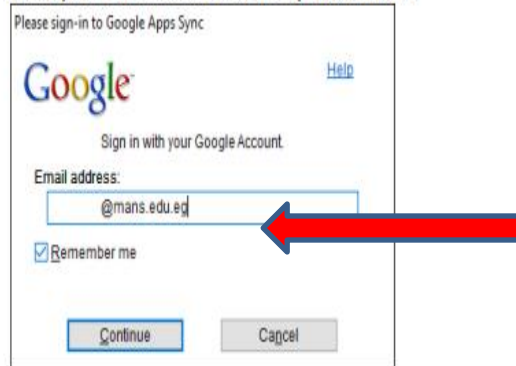 Please sign-in to Google Apps Sync
Google
Help
Sign in with your Google Account.
Email address:
@mans.edu.eg
Remember me
Continue
Cancel